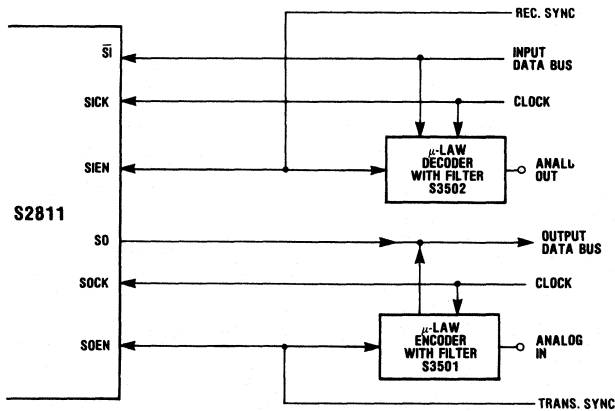 REC. SYNC
SI
INPUT
DATA BUS
SICK
CLOCK
SIEN
μ-LAW
DECODER
WITH FILTER
S3502
OUT
S2811
SO
OUTPUT
DATA BUS
SOCK
CLOCK
SOEN
μ-LAW
ENCODER
WITH FILTER
S3501
ANALOG
IN
TRANS. SYNC